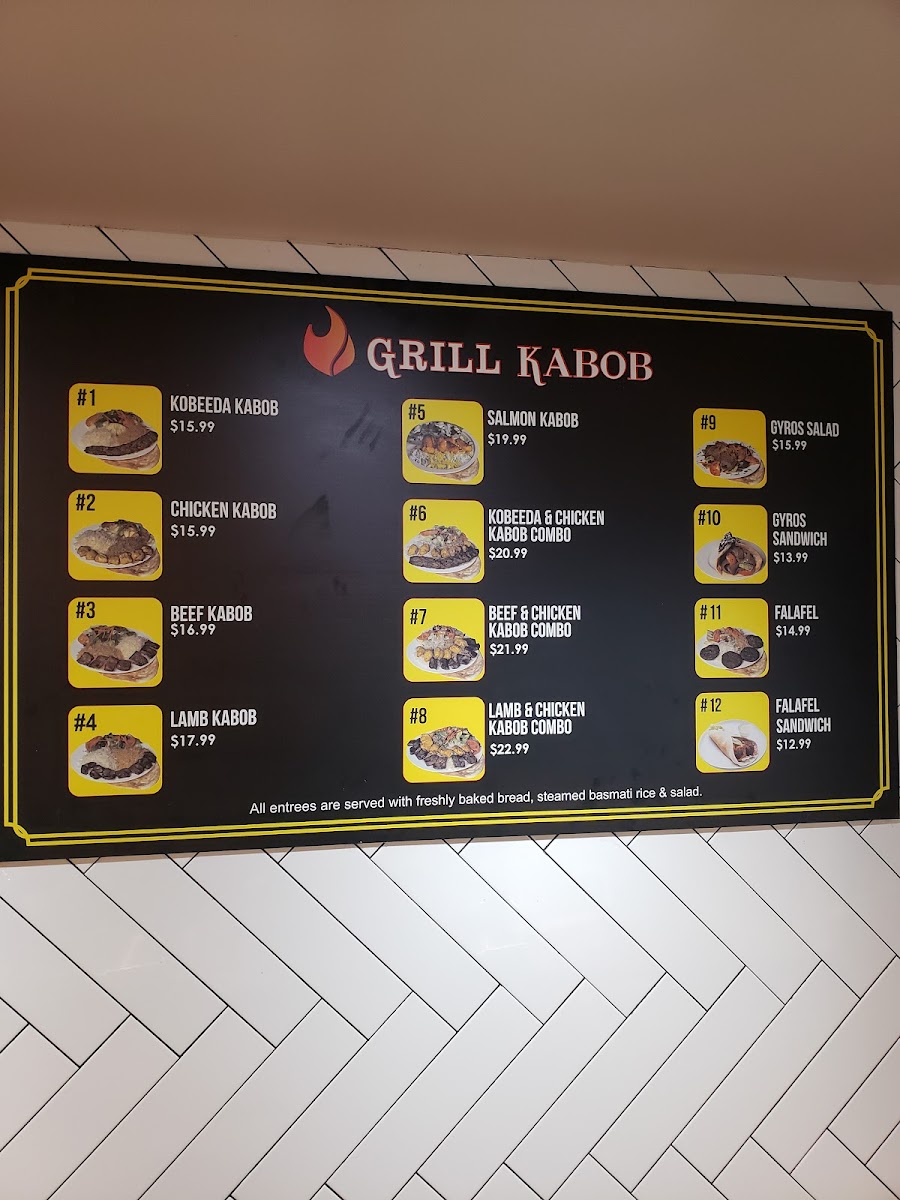 GRILL KABOB
#1
KOBEEDA KABOB
$15.99
#2
CHICKEN KABOB
$15.99
#3
BEEF KABOB
$16.99
#4
LAMB KABOB
$17.99
#5
SALMON KABOB
$19.99
#6
KOBEEDA & CHICKEN
KABOB COMBO
$20.99
#7
BEEF & CHICKEN
KABOB COMBO
$21.99
#8
LAMB & CHICKEN
KABOB COMBO
$22.99
#9
GYROS SALAD
$15.99
#10
GYROS
SANDWICH
$13.99
#11
FALAFEL
$14.99
#12
FALAFEL
SANDWICH
$12.99
All entrees are served with freshly baked bread, steamed basmati rice & salad.